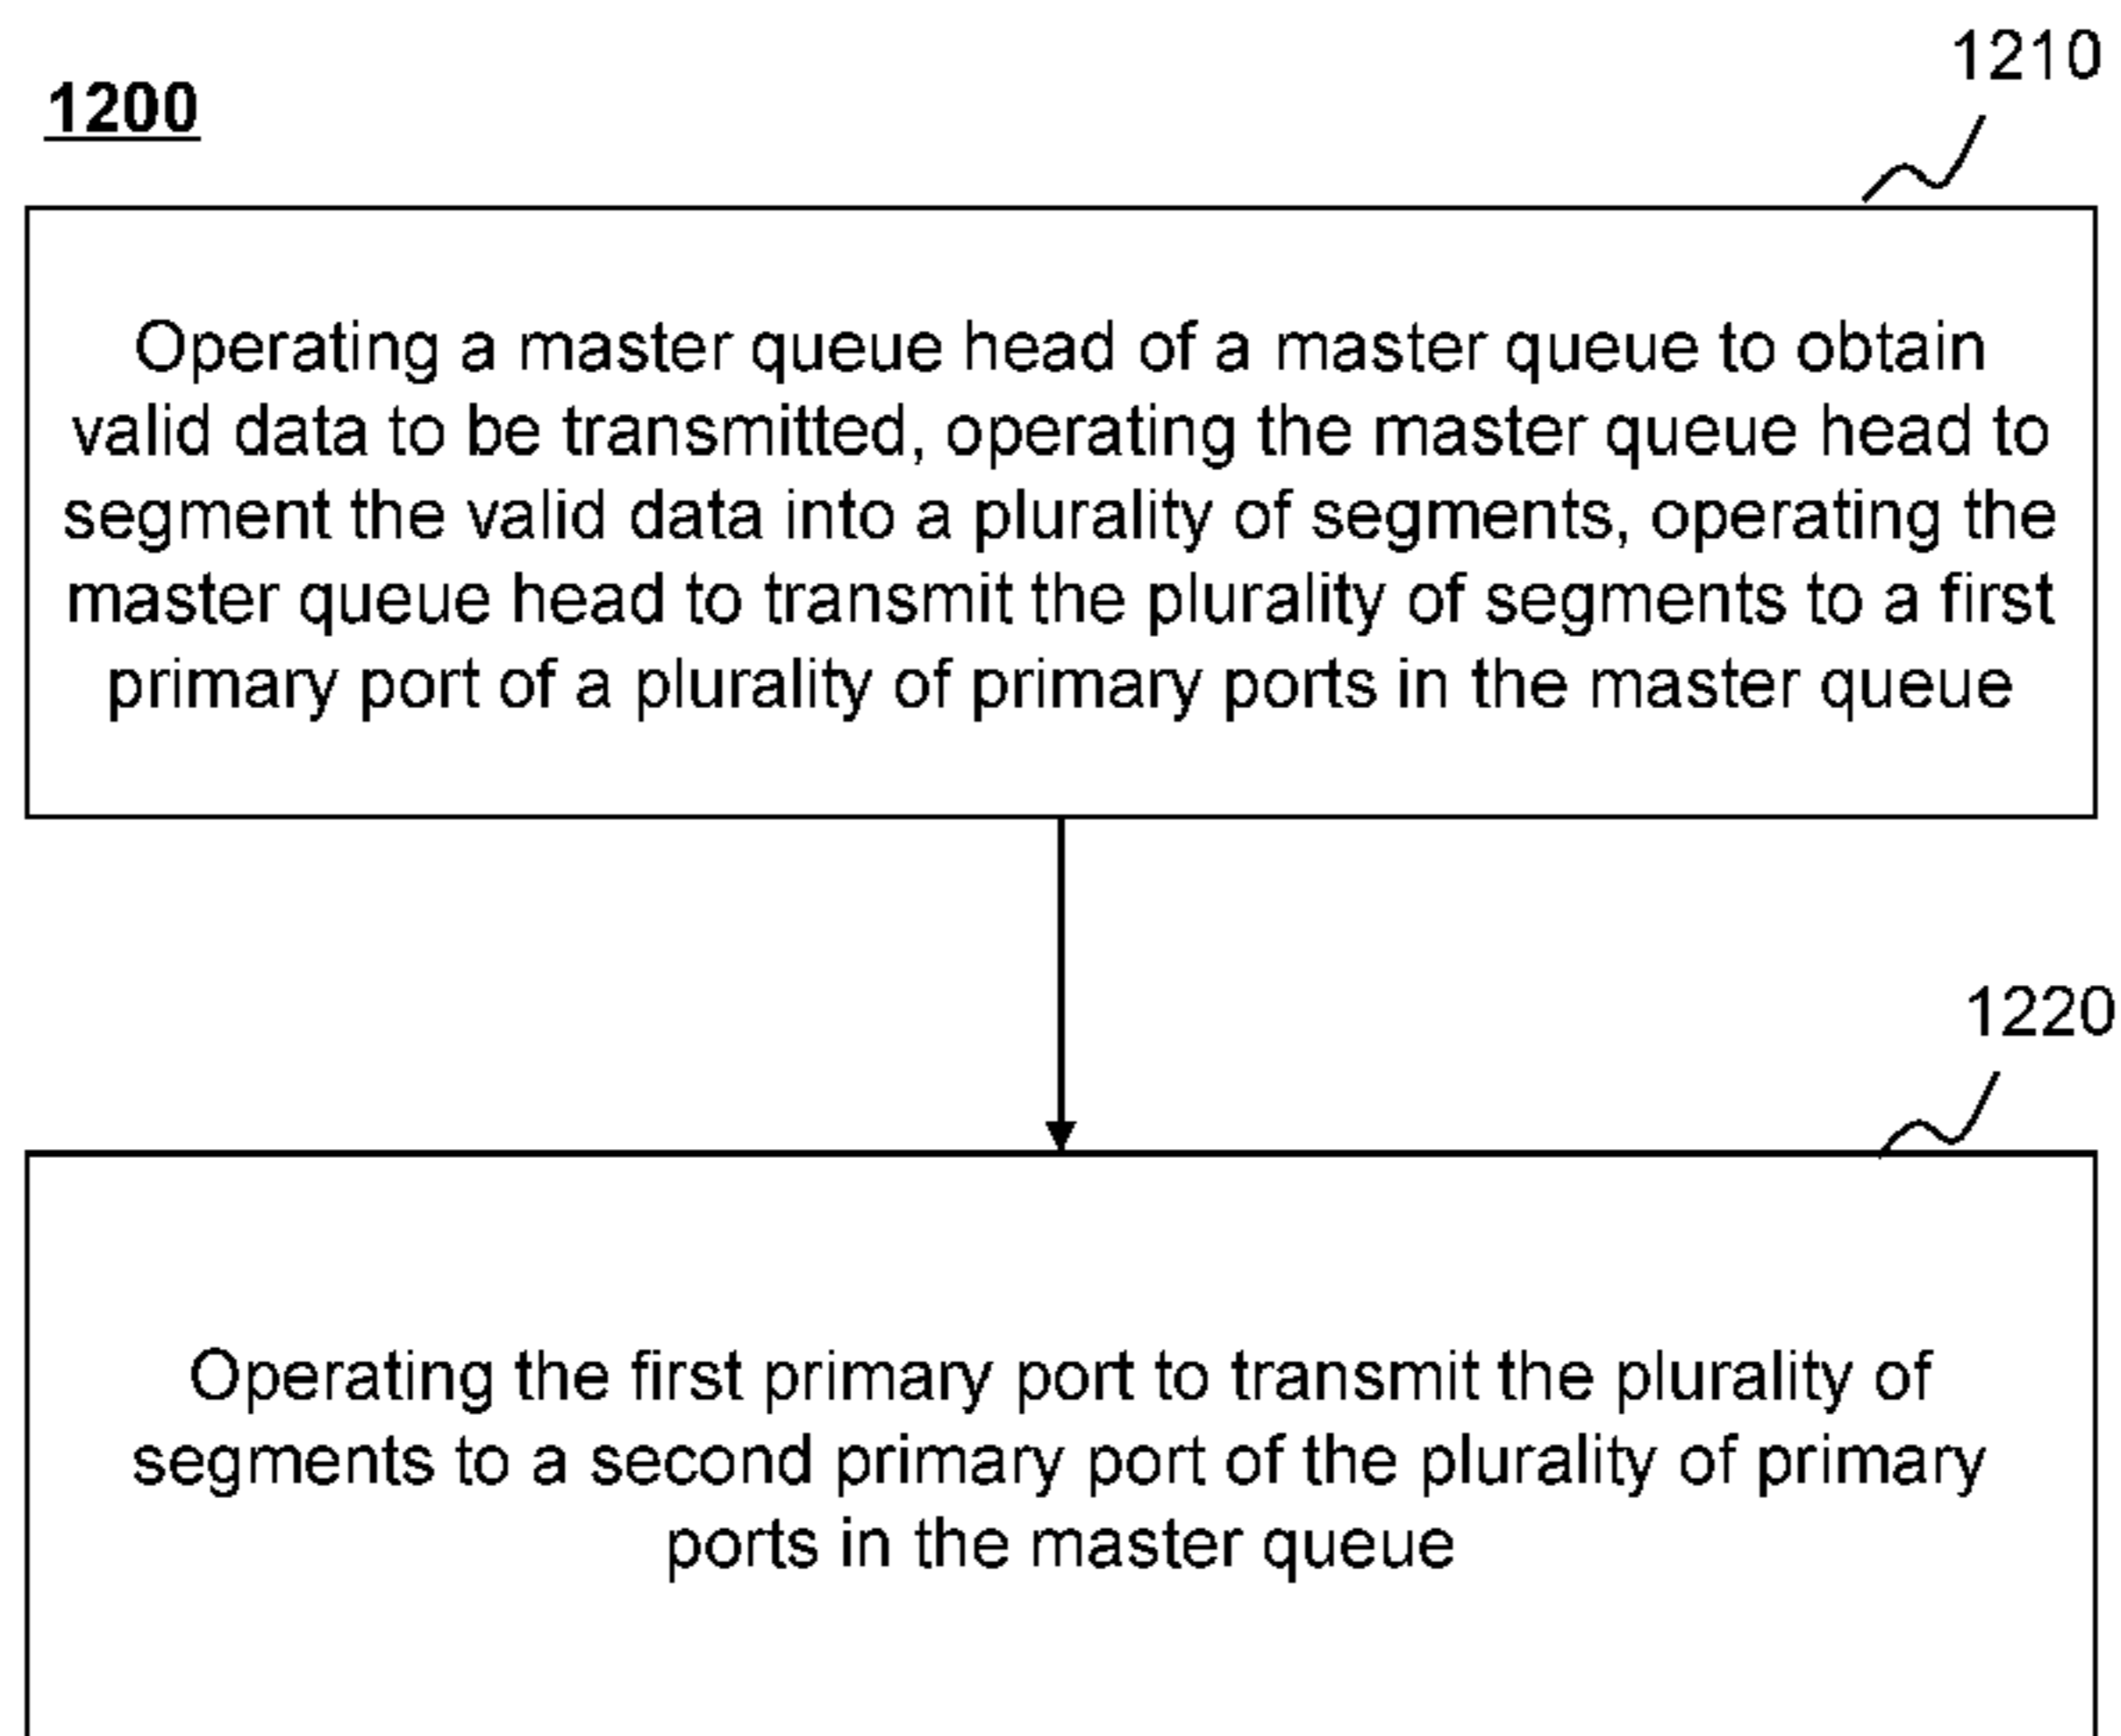 1210
1200
Operating a master queue head of a master queue to obtain
valid data to be transmitted, operating the master queue head to
segment the valid data into a plurality of segments, operating the
master queue head to transmit the plurality of segments to a first
primary port of a plurality of primary ports in the master queue
1220
Operating the first primary port to transmit the plurality of
segments to a second primary port of the plurality of primary
ports in the master queue